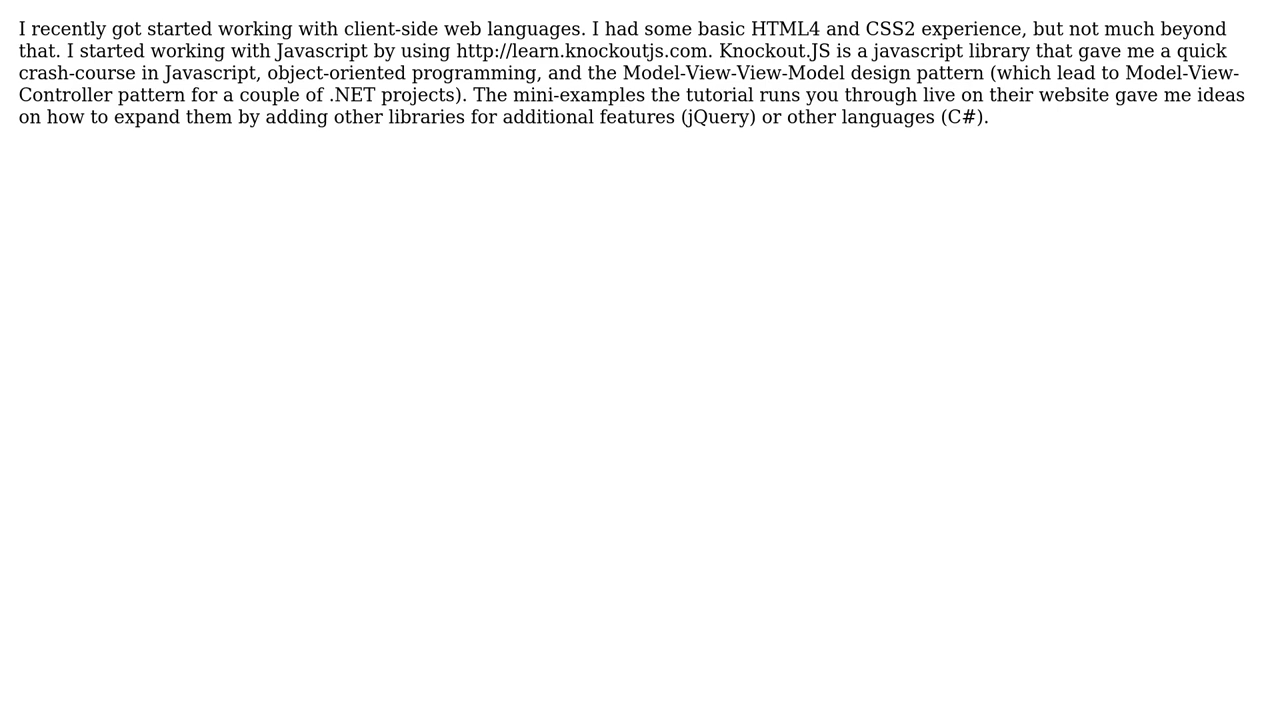 I recently got started working with client-side web languages. I had some basic HTML4 and CSS2 experience, but not much beyond
that. I started working with Javascript by using http://learn.knockoutjs.com. Knockout.JS is a javascript library that gave me a quick
crash-course in Javascript, object-oriented programming, and the Model-View-View-Model design pattern (which lead to Model-View-
Controller pattern for a couple of .NET projects). The mini-examples the tutorial runs you through live on their website gave me ideas
on how to expand them by adding other libraries for additional features (jQuery) or other languages (C#).